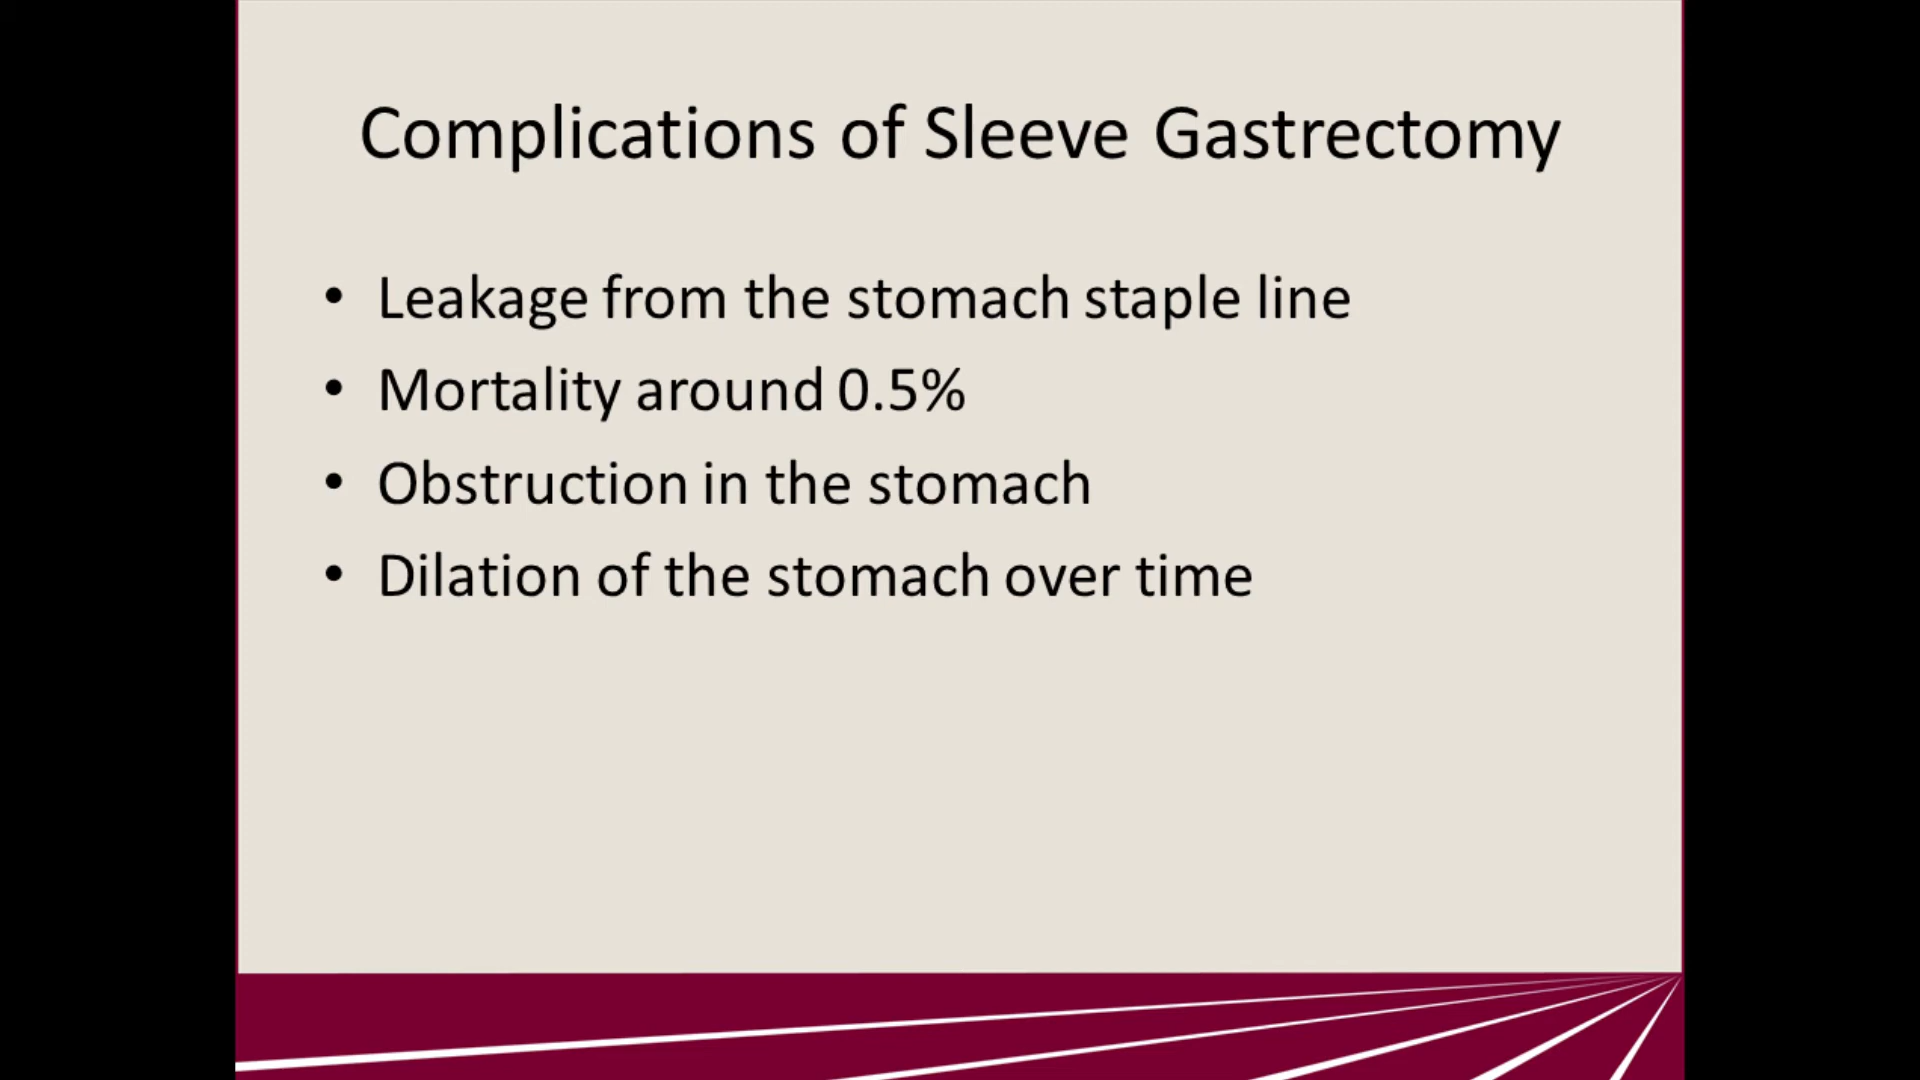 Complications of Sleeve Gastrectomy
• Leakage from the stomach staple line
• Mortality around 0.5%
• Obstruction in the stomach
• Dilation of the stomach over time